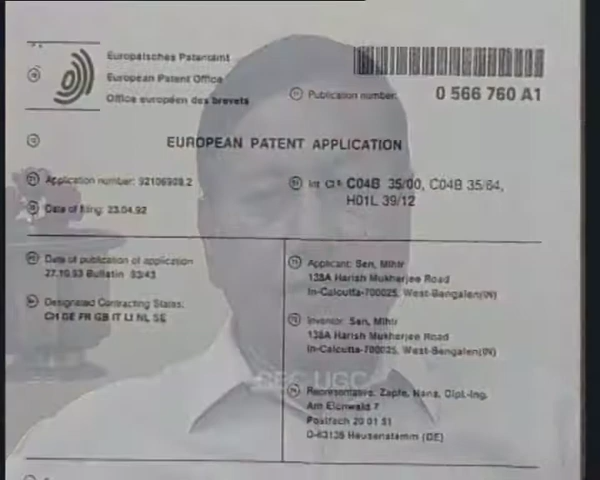 Europäisches Patentamt
European Patent Office
Office européen des brevets
Publication number:
0 566 760 A1
EUROPEAN PATENT APPLICATION
Application number: 92106908.2
Date of filing: 23.04.92
Int. Cl.5: C04B 35/00, C04B 35/64,
H01L 39/12
Date of publication of application
27.10.93 Bulletin 93/43
Designated Contracting States:
CH DE FR GB IT LI NL SE
Applicant: Sen, Mihir
138A Harish Mukherjee Road
In-Calcutta-700025, West-Bengalen(IN)
Inventor: Sen, Mihir
138A Harish Mukherjee Road
In-Calcutta-700025, West-Bengalen(IN)
CEC UGC
Representative: Zapfe, Hans, Dipl.-Ing.
Am Eichwald 7
Postfach 20 01 51
D-63136 Heusenstamm (DE)